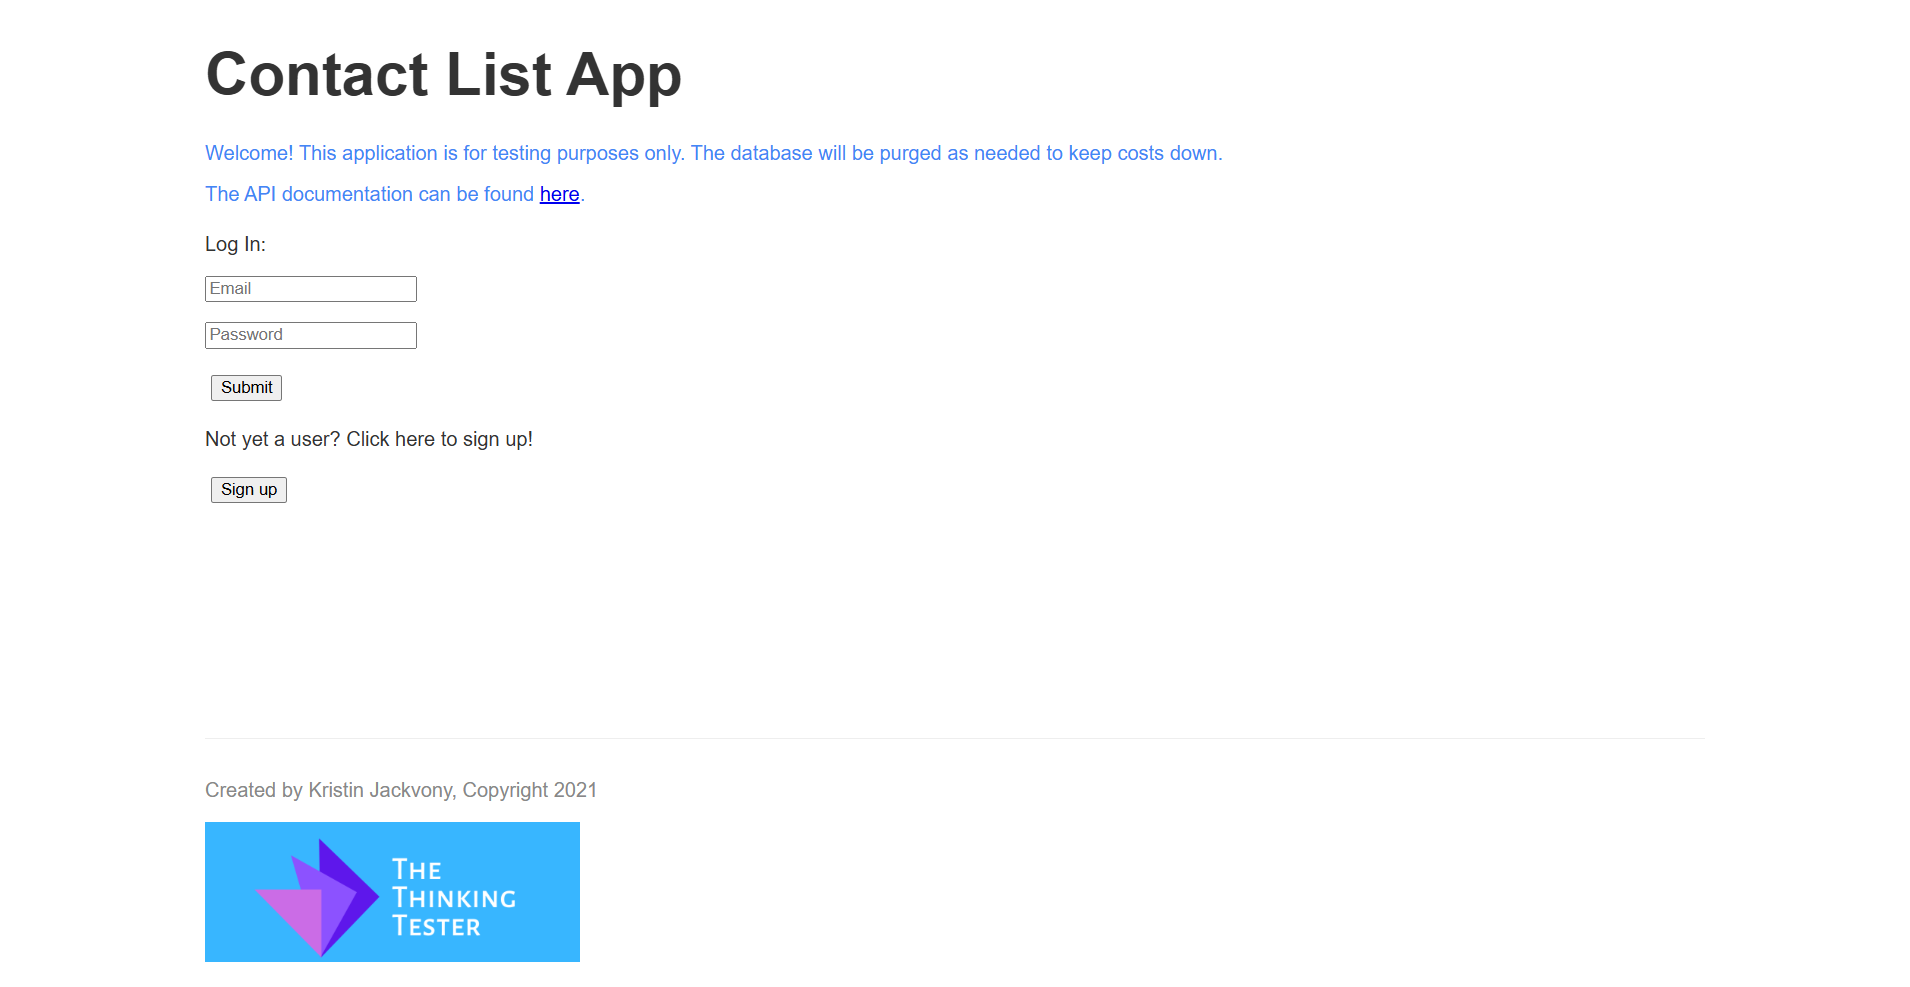 Contact List App
Welcome! This application is for testing purposes only. The database will be purged as needed to keep costs down.
The API documentation can be found here.
Log In:
Email
Password
Submit
Not yet a user? Click here to sign up!
Sign up
Created by Kristin Jackvony, Copyright 2021
THE
THINKING
TESTER